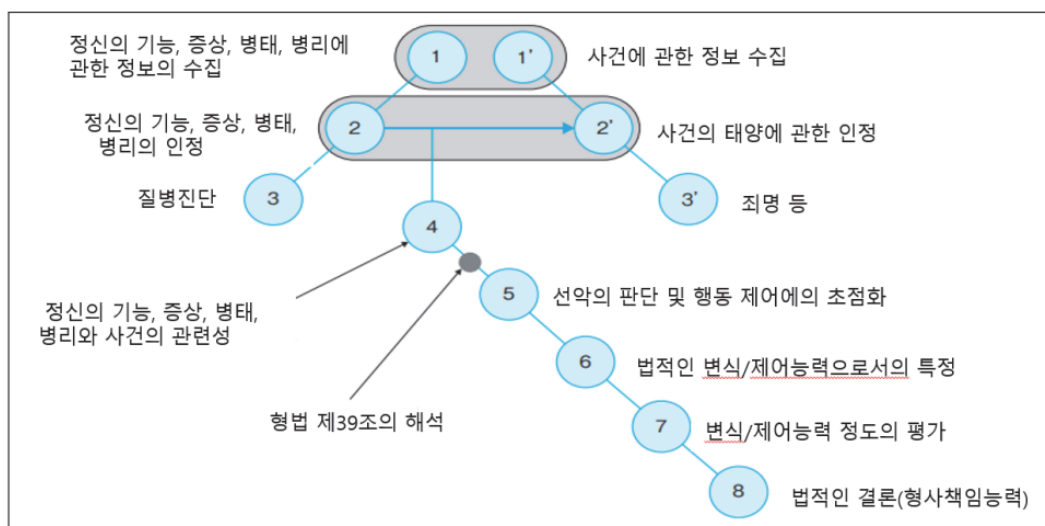 정신의 기능, 증상, 병태, 병리에
관한 정보의 수집
1
1'
사건에 관한 정보 수집
정신의 기능, 증상, 병태,
병리의 인정
2
2'
사건의 태양에 관한 인정
질병진단
3
3'
죄명 등
4
정신의 기능, 증상, 병태,
병리와 사건의 관련성
5
선악의 판단 및 행동 제어에의 초점화
6
법적인 변식/제어능력으로서의 특정
형법 제39조의 해석
7
변식/제어능력 정도의 평가
8
법적인 결론(형사책임능력)